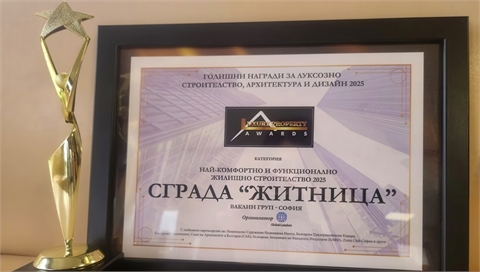 ГОДИШНИ НАГРАДИ ЗА ЛУКСОЗНО
СТРОИТЕЛСТВО, АРХИТЕКТУРА И ДИЗАЙН 2025
LUXURY PROPERTY
AWARDS
КАТЕГОРИЯ
НАЙ-КОМФОРТНО И ФУНКЦИОНАЛНО
ЖИЛИЩНО СТРОИТЕЛСТВО 2025
СГРАДА "ЖИТНИЦА"
ВАКЛИН ГРУП - СОФИЯ
Организатор